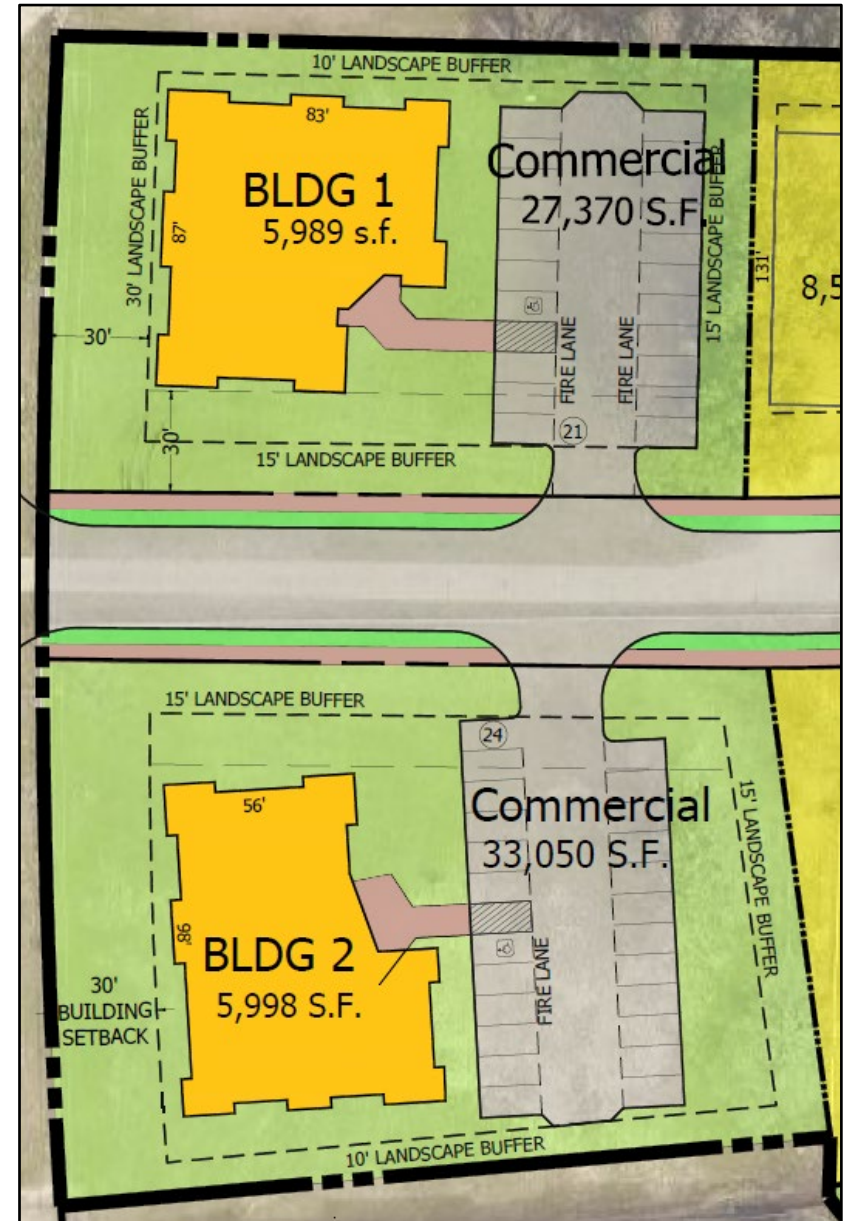 10' LANDSCAPE BUFFER
83'
BLDG 1
5,989 s.f.
87'
30' LANDSCAPE BUFFER
30'
30'
15' LANDSCAPE BUFFER
Commercial
27,370 S.F.
15' LANDSCAPE BUFFER
FIRE LANE
FIRE LANE
21
131'
8,5
15' LANDSCAPE BUFFER
24
56'
Commercial
33,050 S.F.
15' LANDSCAPE BUFFER
98'
BLDG 2
5,998 S.F.
30'
BUILDING
SETBACK
FIRE LANE
10' LANDSCAPE BUFFER